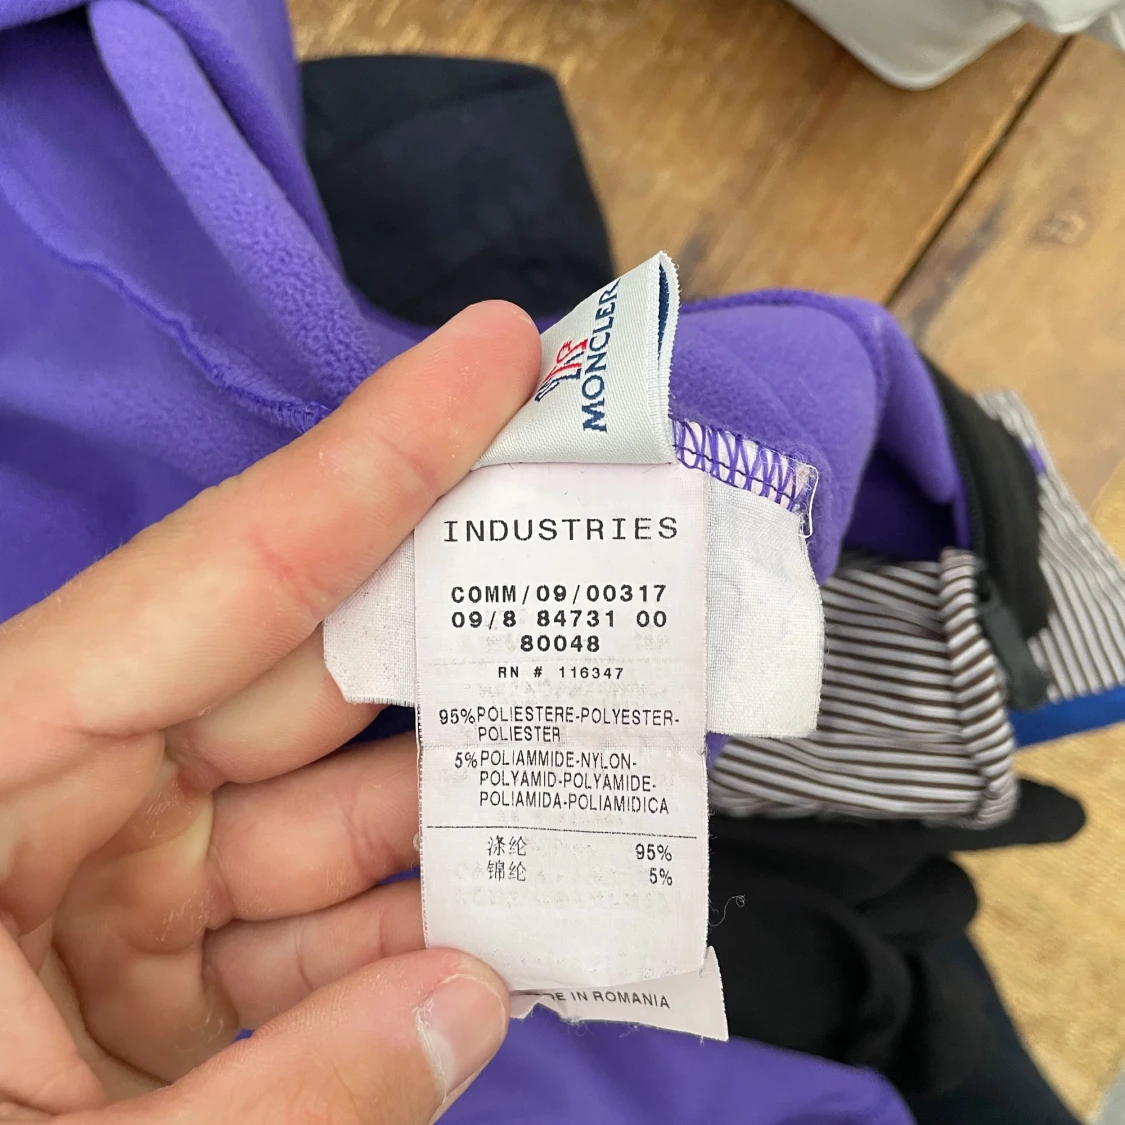 MONCLER
INDUSTRIES
COMM/09/00317
09/8 84731 00
80048
RN # 116347
95% POLIESTERE-POLYESTER-
POLIESTER
5% POLIAMMIDE-NYLON-
POLYAMID-POLYAMIDE-
POLIAMIDA-POLIAMIDICA
涤纶 95%
锦纶 5%
IN ROMANIA